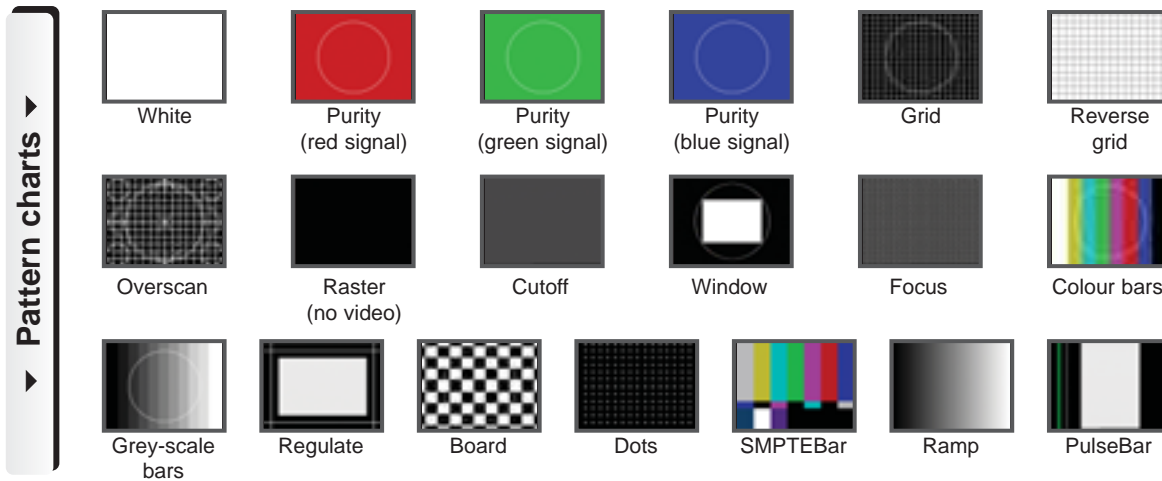 Pattern charts
White
Purity
(red signal)
Purity
(green signal)
Purity
(blue signal)
Grid
Reverse
grid
Overscan
Raster
(no video)
Cutoff
Window
Focus
Colour bars
Grey-scale
bars
Regulate
Board
Dots
SMPTEBar
Ramp
PulseBar